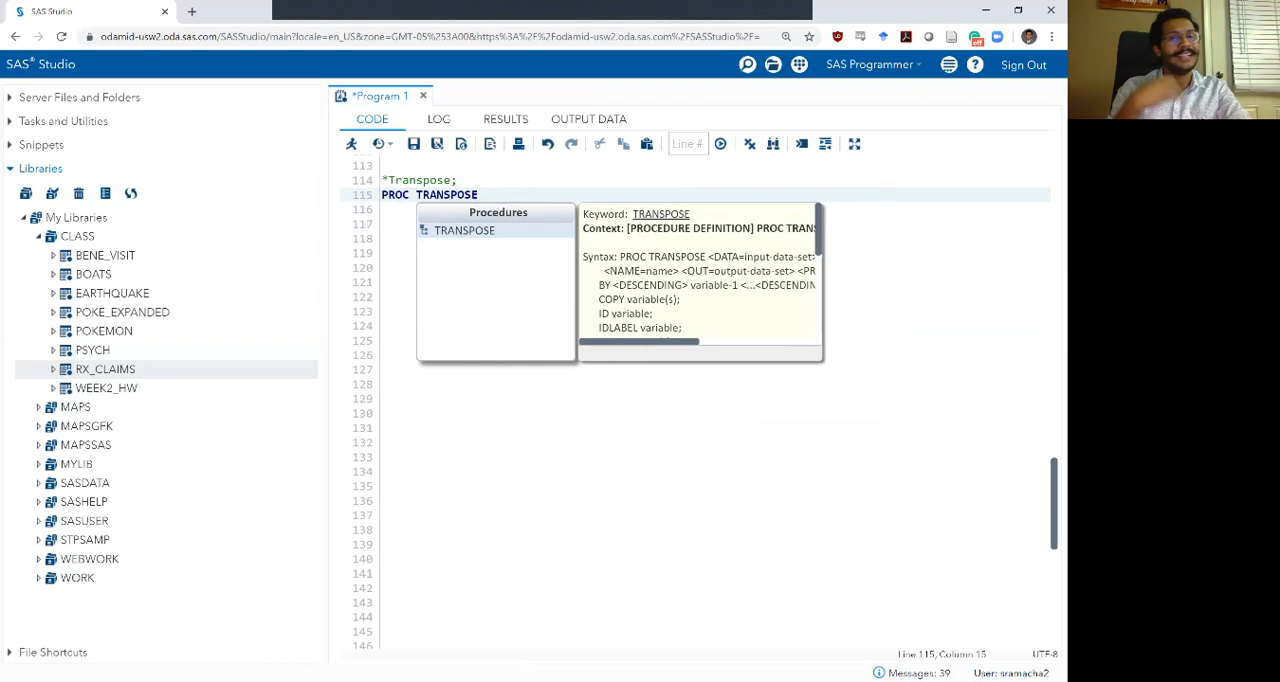 SAS Studio
odamid-usw2.oda.sas.com/SASStudio/main?locale=en_US&zone=GMT-05%253A00&https%3A%2F%2Fodamid-usw2.oda.sas.com%2FSASStudio%2F=
SAS® Studio
SAS Programmer
Sign Out
Server Files and Folders
Tasks and Utilities
Snippets
Libraries
My Libraries
CLASS
BENE_VISIT
BOATS
EARTHQUAKE
POKE_EXPANDED
POKEMON
PSYCH
RX_CLAIMS
WEEK2_HW
MAPS
MAPSGFK
MAPSSAS
MYLIB
SASDATA
SASHELP
SASUSER
STPSAMP
WEBWORK
WORK
File Shortcuts
*Program 1
CODE LOG RESULTS OUTPUT DATA
Line #
113
114 *Transpose;
115 PROC TRANSPOSE
116
117
118
119
120
121
122
123
124
125
126
127
128
129
130
131
132
133
134
135
136
137
138
139
140
141
142
143
144
145
146
Procedures
TRANSPOSE
Keyword: TRANSPOSE
Context: [PROCEDURE DEFINITION] PROC TRAN
Syntax: PROC TRANSPOSE <DATA=input-data-set>
<NAME=name> <OUT=output-data-set> <PR
BY <DESCENDING> variable-1 <...<DESCENDIN
COPY variable(s);
ID variable;
IDLABEL variable;
Line 115, Column 15
UTF-8
Messages: 39
User: sramacha2